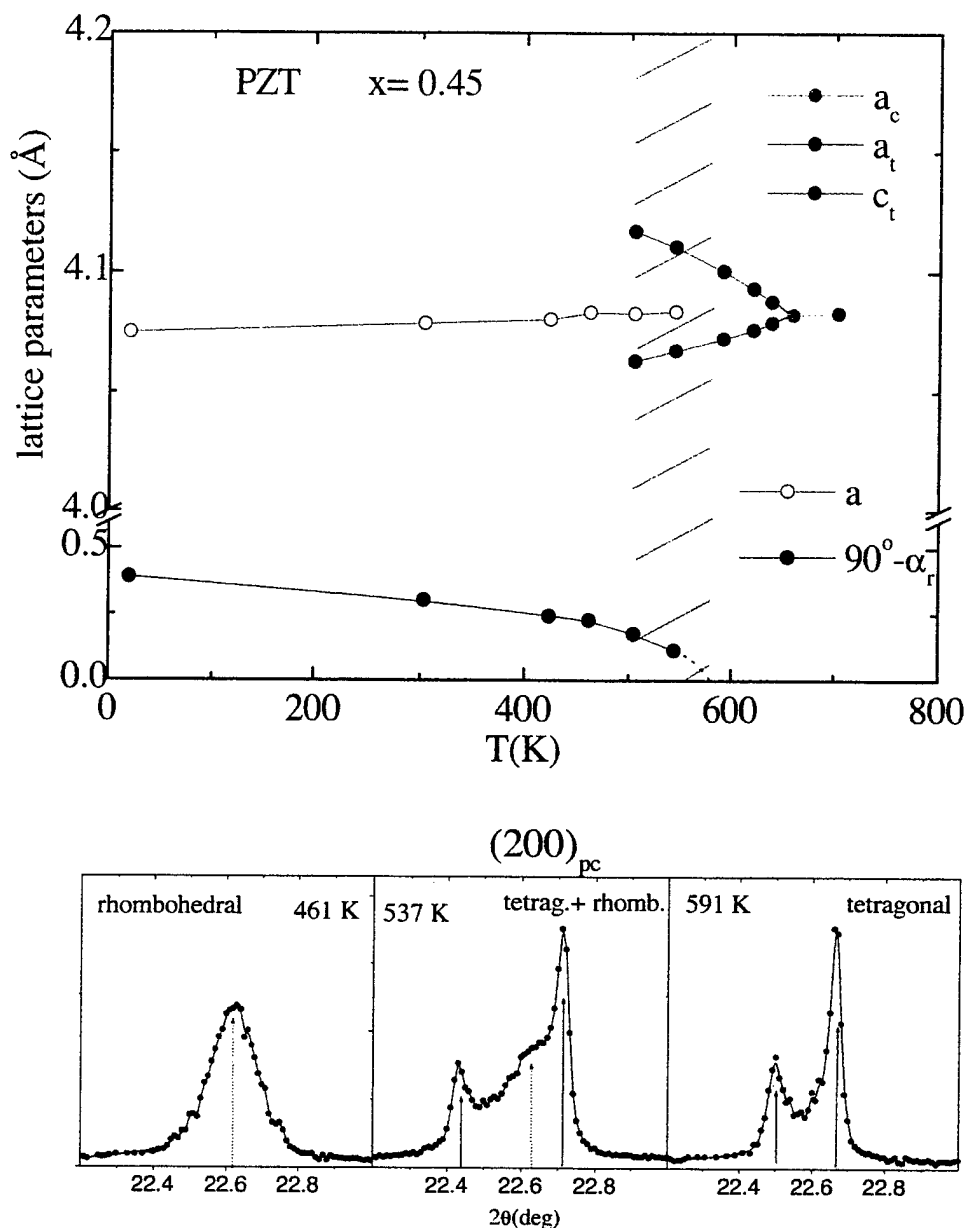 4.2
PZT x= 0.45
a_c
a_t
c_t
lattice parameters (Å)
4.1
4.0
a
0.5
90°-α_r
0.0
0 200 400 600 800
T(K)
(200)_pc
rhombohedral 461 K 537 K tetrag.+ rhomb. 591 K tetragonal
22.4 22.6 22.8 22.4 22.6 22.8 22.4 22.6 22.8
2θ(deg)